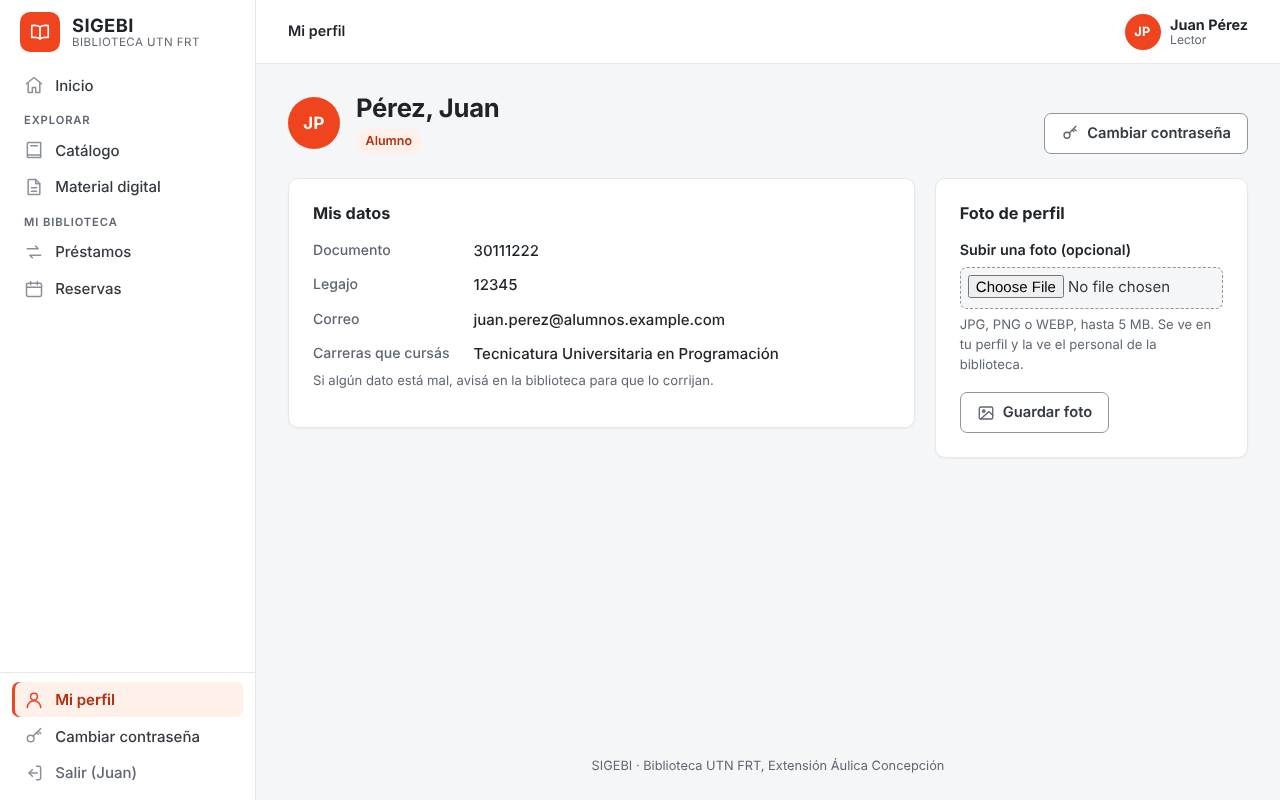 SIGEBI
BIBLIOTECA UTN FRT
Inicio
EXPLORAR
Catálogo
Material digital
MI BIBLIOTECA
Préstamos
Reservas
Mi perfil
Cambiar contraseña
Salir (Juan)
Mi perfil
JP
Juan Pérez
Lector
JP
Pérez, Juan
Alumno
Cambiar contraseña
Mis datos
Documento 30111222
Legajo 12345
Correo juan.perez@alumnos.example.com
Carreras que cursás Tecnicatura Universitaria en Programación
Si algún dato está mal, avisá en la biblioteca para que lo corrijan.
Foto de perfil
Subir una foto (opcional)
Choose File No file chosen
JPG, PNG o WEBP, hasta 5 MB. Se ve en
tu perfil y la ve el personal de la
biblioteca.
Guardar foto
SIGEBI · Biblioteca UTN FRT, Extensión Áulica Concepción